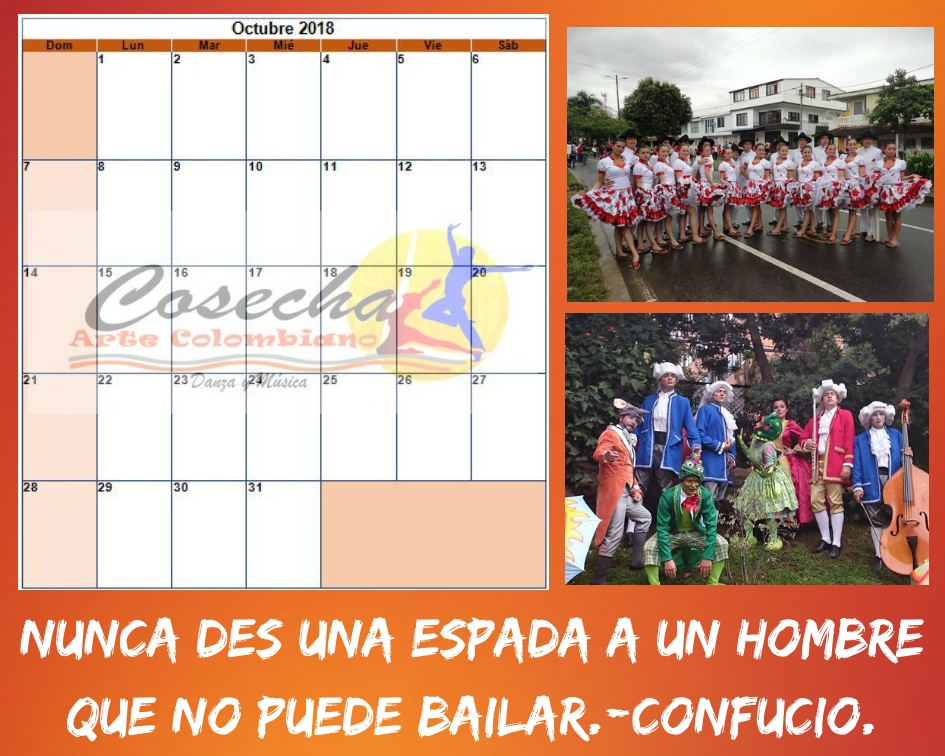 Octubre 2018
Dom Lun Mar Mié Jue Vie Sáb
1 2 3 4 5 6
7 8 9 10 11 12 13
14 15 16 17 18 19 20
Cosecha
Arte Colombiano
Danza y Música
21 22 23 24 25 26 27
28 29 30 31
NUNCA DES UNA ESPADA A UN HOMBRE
QUE NO PUEDE BAILAR.-CONFUCIO.